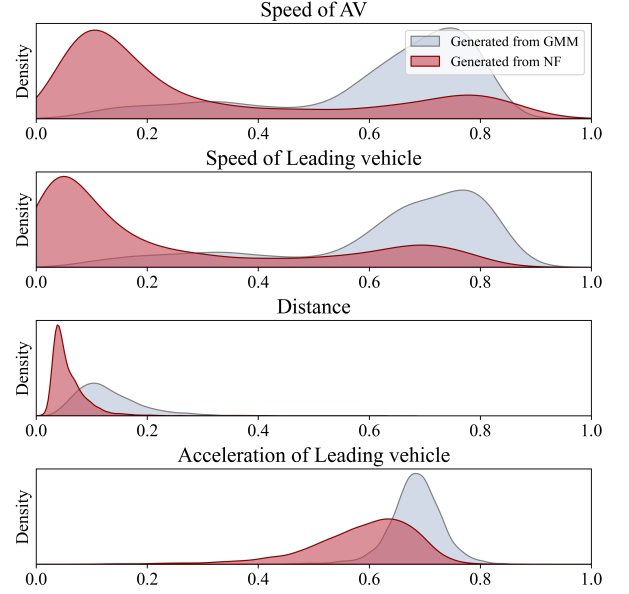 Speed of AV
Density
Generated from GMM
Generated from NF
0.0 0.2 0.4 0.6 0.8 1.0
Speed of Leading vehicle
Density
0.0 0.2 0.4 0.6 0.8 1.0
Distance
Density
0.0 0.2 0.4 0.6 0.8 1.0
Acceleration of Leading vehicle
Density
0.0 0.2 0.4 0.6 0.8 1.0